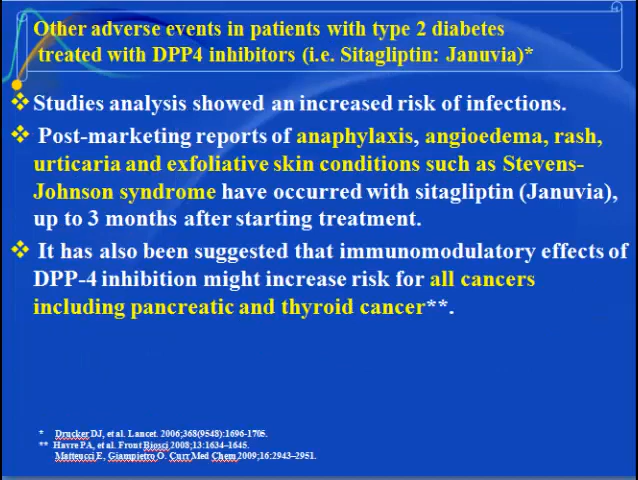 Other adverse events in patients with type 2 diabetes
treated with DPP4 inhibitors (i.e. Sitagliptin: Januvia)*
Studies analysis showed an increased risk of infections.
Post-marketing reports of anaphylaxis, angioedema, rash,
urticaria and exfoliative skin conditions such as Stevens-
Johnson syndrome have occurred with sitagliptin (Januvia),
up to 3 months after starting treatment.
It has also been suggested that immunomodulatory effects of
DPP-4 inhibition might increase risk for all cancers
including pancreatic and thyroid cancer**.
* Drucker DJ, et al. Lancet. 2006;368(9548):1696-1705.
** Havre PA, et al. Front Biosci 2008;13:1634–1645.
Matteucci E, Giampietro O. Curr Med Chem 2009;16:2943–2951.